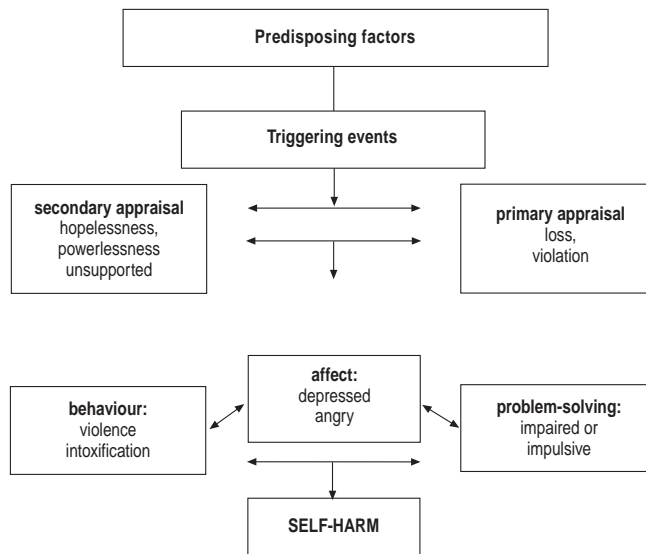 Predisposing factors
Triggering events
secondary appraisal
hopelessness,
powerlessness
unsupported
primary appraisal
loss,
violation
affect:
depressed
angry
behaviour:
violence
intoxification
problem-solving:
impaired or
impulsive
SELF-HARM